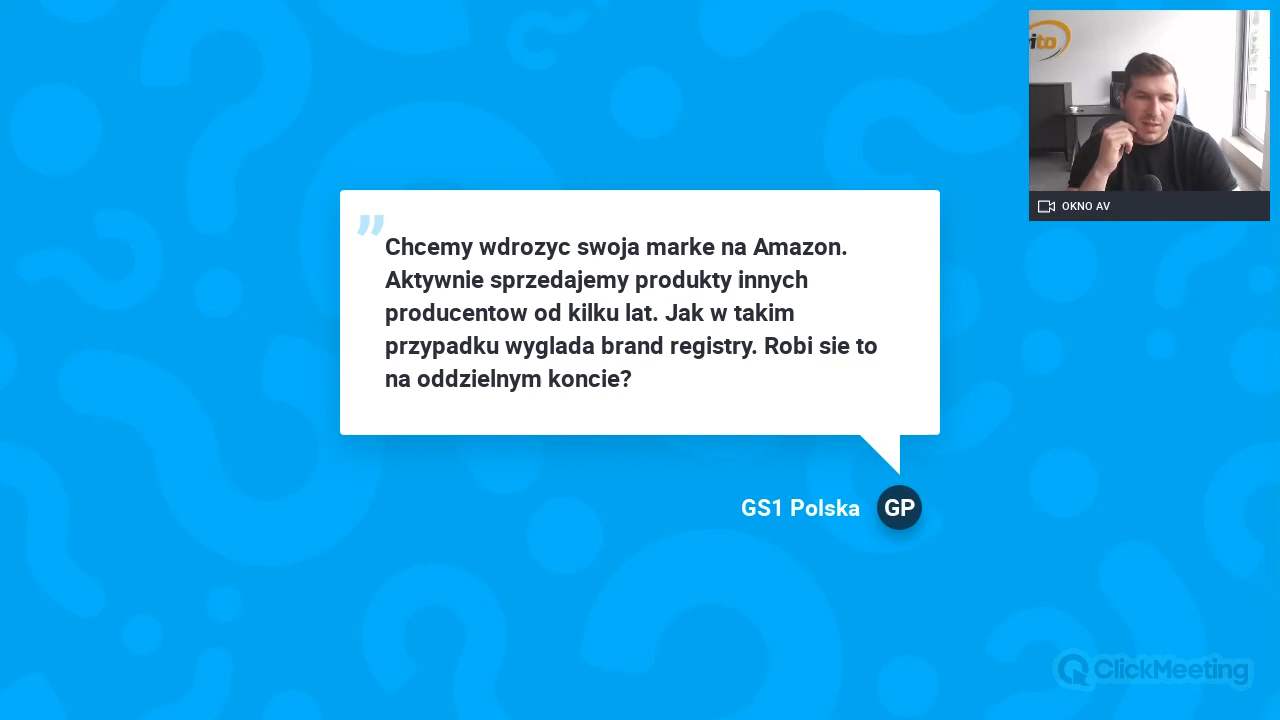 ito
OKNO AV
”
Chcemy wdrozyc swoja marke na Amazon.
Aktywnie sprzedajemy produkty innych
producentow od kilku lat. Jak w takim
przypadku wyglada brand registry. Robi sie to
na oddzielnym koncie?
GS1 Polska GP
ClickMeeting